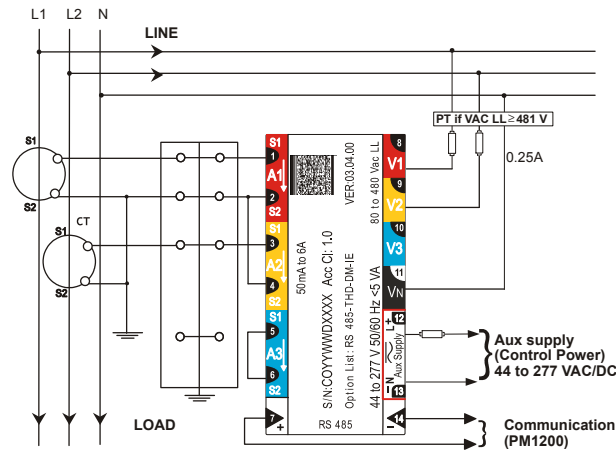 L1 L2 N
LINE
PT if VAC LL ≥ 481 V
0.25A
S1
S2
CT
S1
S2
LOAD
S1
1
A1
2
S2
S1
3
A2
4
S2
S1
5
A3
6
S2
7
+
50mA to 6A
S/N:COYYWWDXXXX Acc Cl: 1.0
Option List: RS 485-THD-DM-IE
VER:03.04.00
44 to 277 V 50/60 Hz <5 VA
80 to 480 Vac LL
RS 485
8
V1
9
V2
10
V3
11
VN
12
L+
Aux Supply
N
13
14
Aux supply
(Control Power)
44 to 277 VAC/DC
Communication
(PM1200)